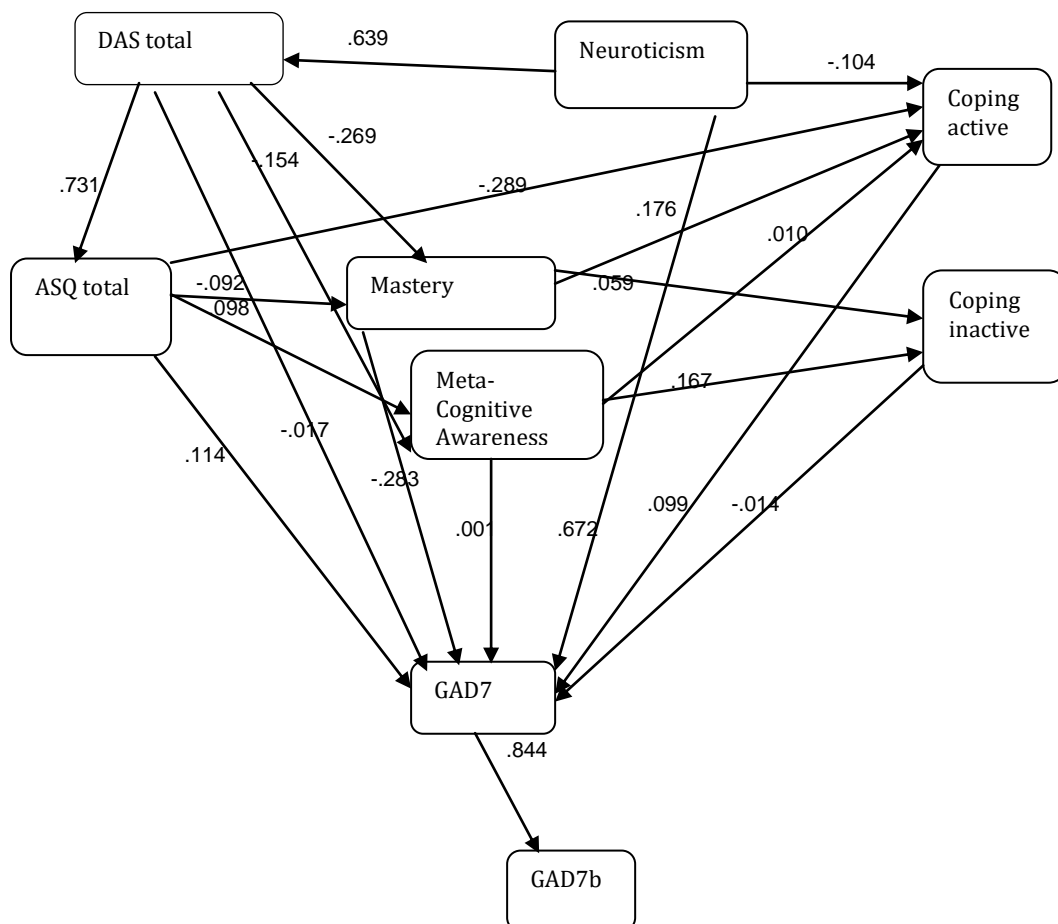 DAS total
.639
Neuroticism
-.104
Coping
active
-.269
-.154
.731
-.289
.176
.010
ASQ total
-.092
.098
Mastery
.059
Coping
inactive
Meta-
Cognitive
Awareness
.167
-.017
.114
-.283
.001
.672
.099
-.014
GAD7
.844
GAD7b